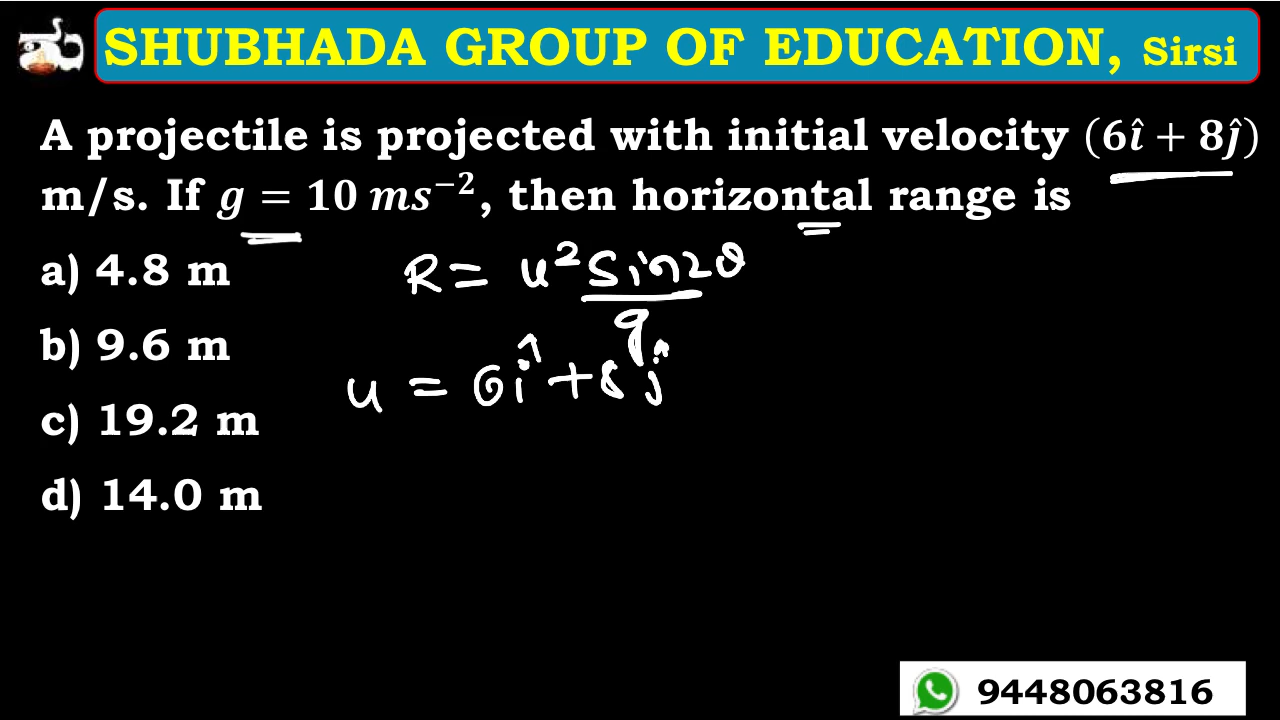 ಶು SHUBHADA GROUP OF EDUCATION, Sirsi
A projectile is projected with initial velocity (6î + 8ĵ)
m/s. If g = 10 ms⁻², then horizontal range is
a) 4.8 m
R = u² sin2θ
g
b) 9.6 m
u = 6î + 8ĵ
c) 19.2 m
d) 14.0 m
9448063816